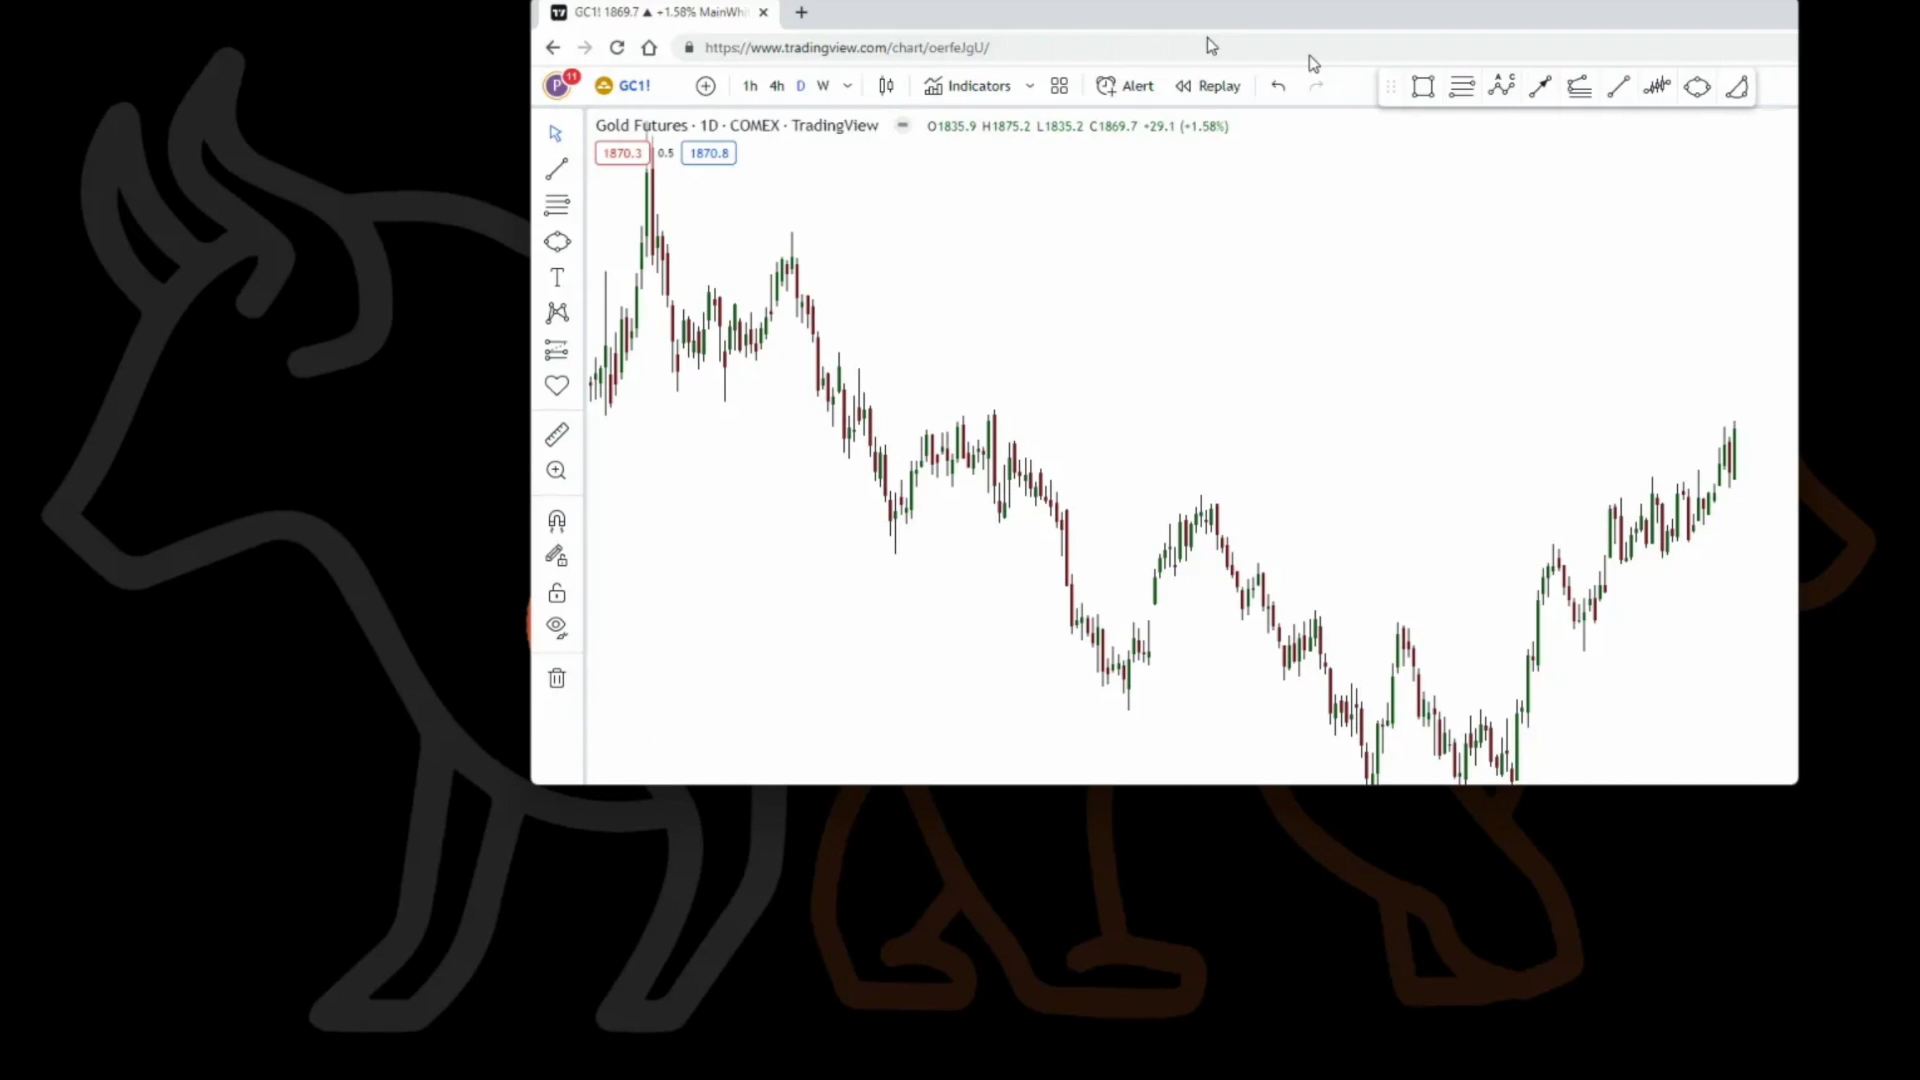 GC1! 1869.7 ▲ +1.58% MainWhi
https://www.tradingview.com/chart/oerfeJgU/
P 11 GC1! 1h 4h D W Indicators Alert Replay
Gold Futures · 1D · COMEX · TradingView O1835.9 H1875.2 L1835.2 C1869.7 +29.1 (+1.58%)
1870.3 0.5 1870.8